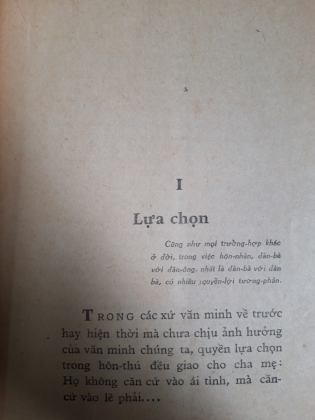 I
Lựa chọn
Cũng như mọi trường-hợp khác
ở đời, trong việc hôn-nhân, đàn-bà
với đàn-ông, nhất là đàn-bà với đàn
bà, có nhiều quyền-lợi tương-phản.
TRONG các xứ văn minh về trước
hay hiện thời mà chưa chịu ảnh hưởng
của văn minh chúng ta, quyền lựa chọn
trong hôn-thú đều giao cho cha mẹ:
Họ không căn cứ vào ái tình, mà căn-
cứ vào lẽ phải....